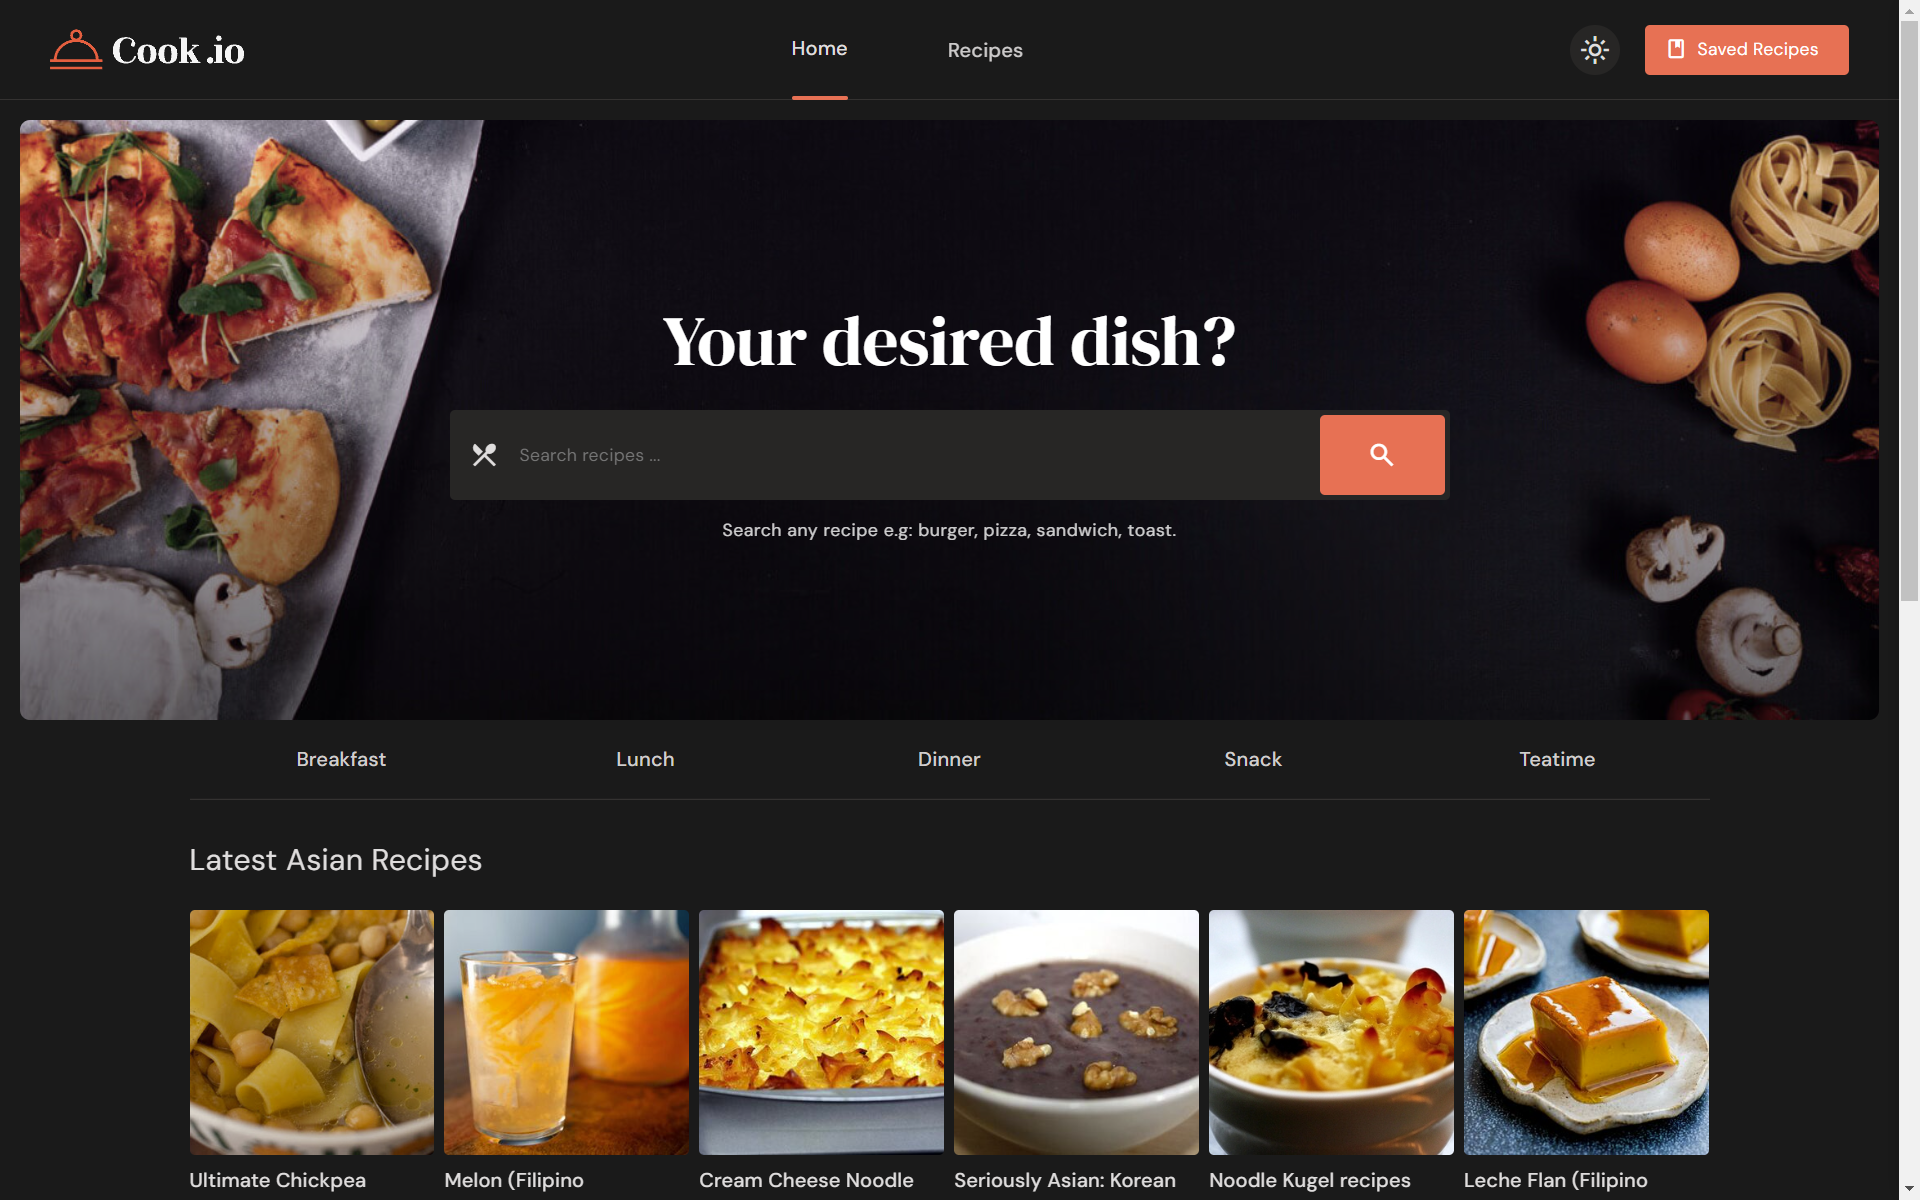 Cook.io
Home
Recipes
Saved Recipes
Your desired dish?
Search recipes ...
Search any recipe e.g: burger, pizza, sandwich, toast.
Breakfast
Lunch
Dinner
Snack
Teatime
Latest Asian Recipes
Ultimate Chickpea
Melon (Filipino
Cream Cheese Noodle
Seriously Asian: Korean
Noodle Kugel recipes
Leche Flan (Filipino